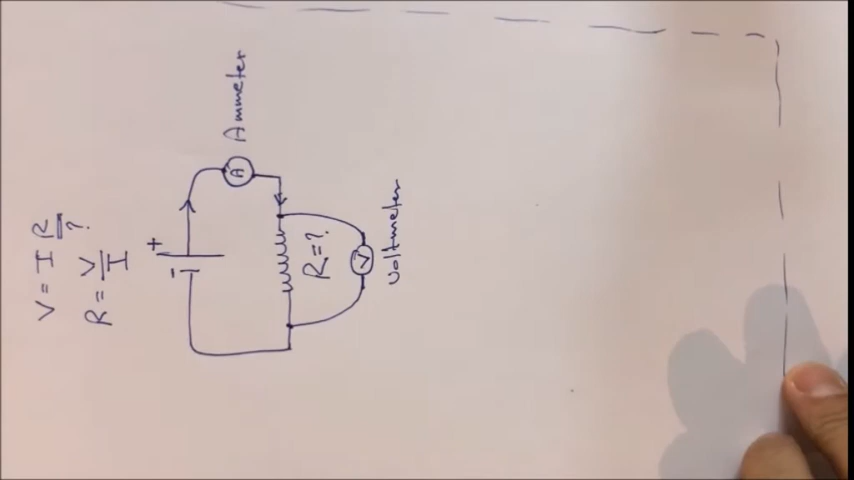 V = I R ?
R = V / I
+
-
A
Ammeter
R = ?
V
Voltmeter